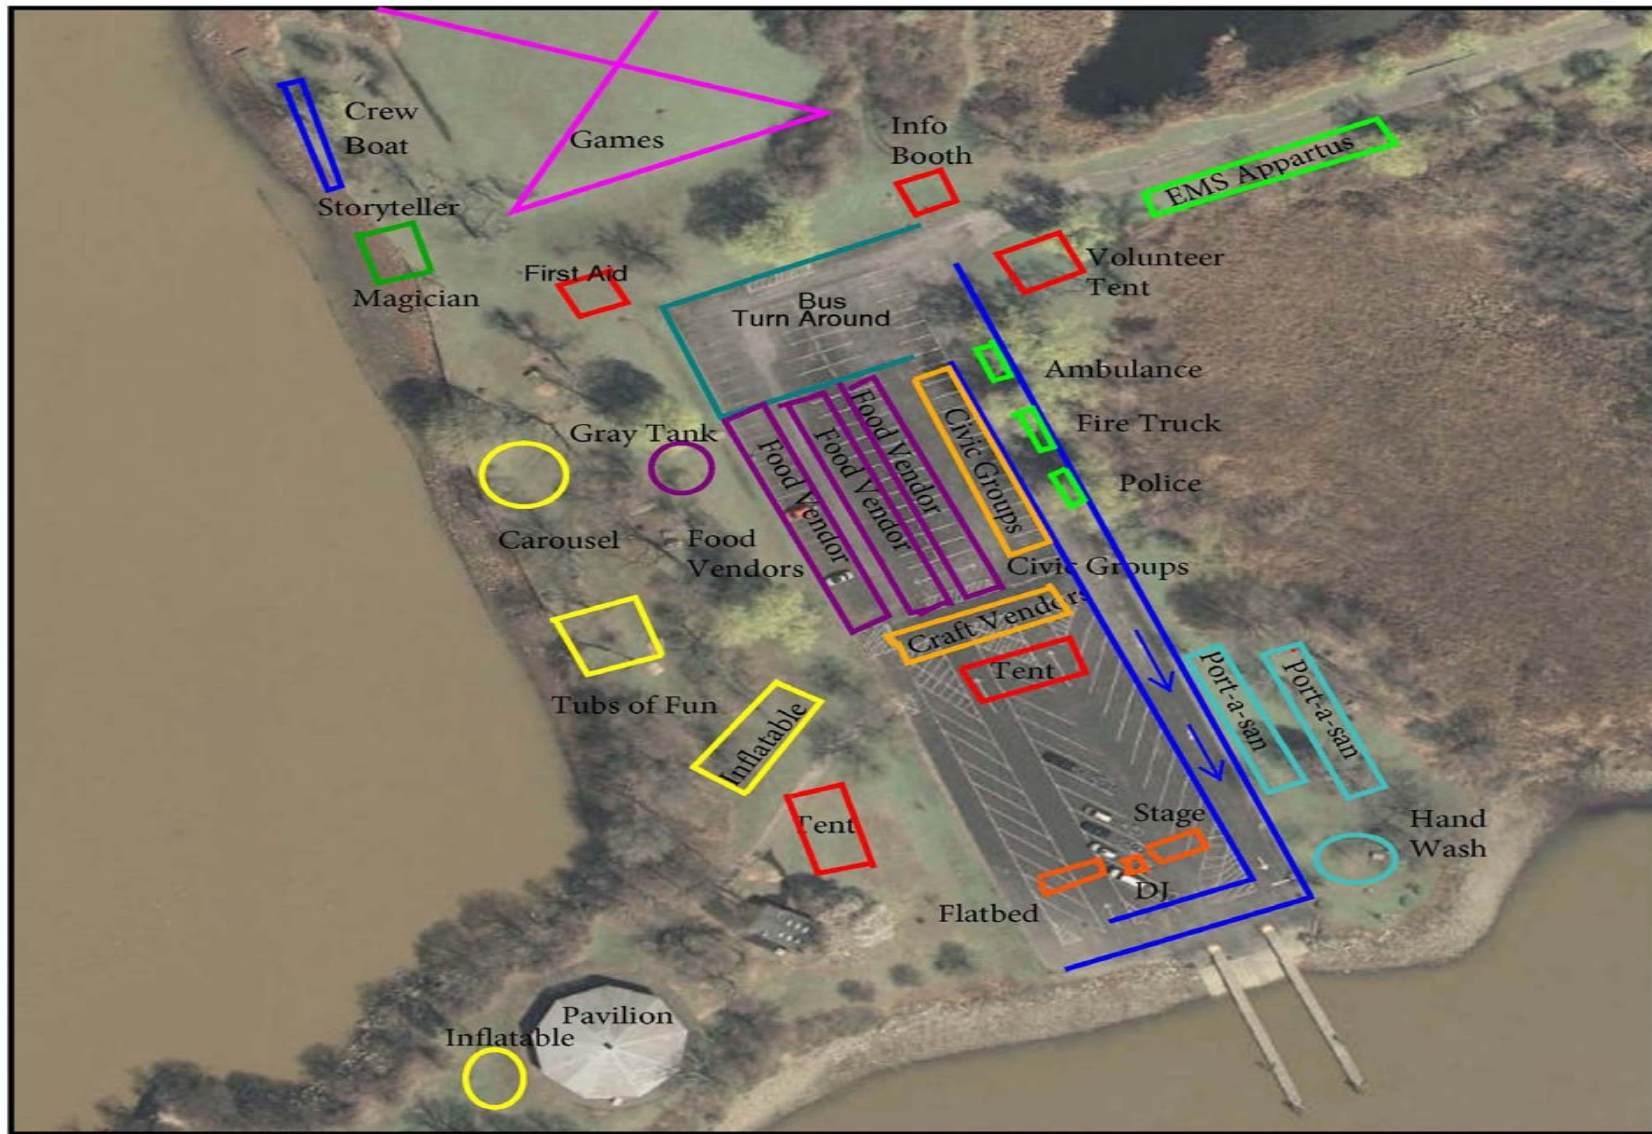 Crew
Boat
Games
Info
Booth
EMS Appartus
Storyteller
Magician
First Aid
Volunteer
Tent
Bus
Turn Around
Ambulance
Fire Truck
Police
Gray Tank
Carousel
Food
Vendors
Food Vendor
Food Vendor
Food Vendor
Civic Groups
Civic Groups
Craft Vendors
Tent
Tubs of Fun
Inflatable
Tent
Port-a-san
Port-a-san
Stage
DJ
Flatbed
Hand
Wash
Pavilion
Inflatable